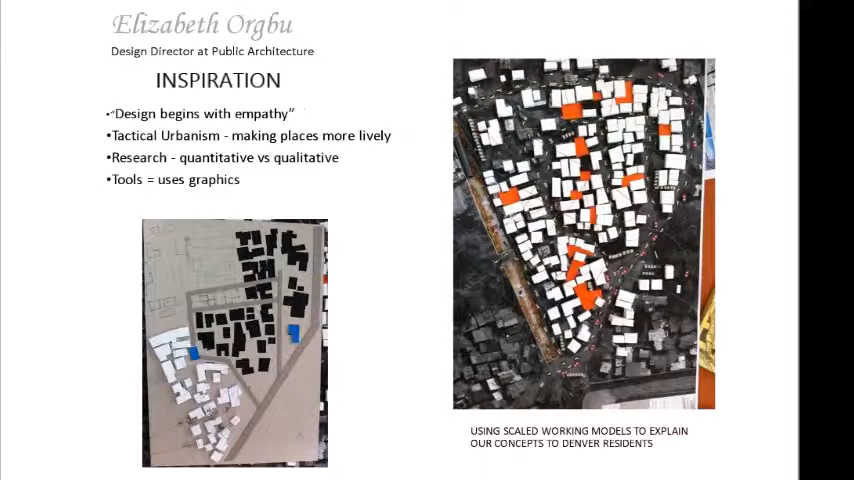 Elizabeth Orgbu
Design Director at Public Architecture
INSPIRATION
•“Design begins with empathy”
•Tactical Urbanism - making places more lively
•Research - quantitative vs qualitative
•Tools = uses graphics
USING SCALED WORKING MODELS TO EXPLAIN
OUR CONCEPTS TO DENVER RESIDENTS